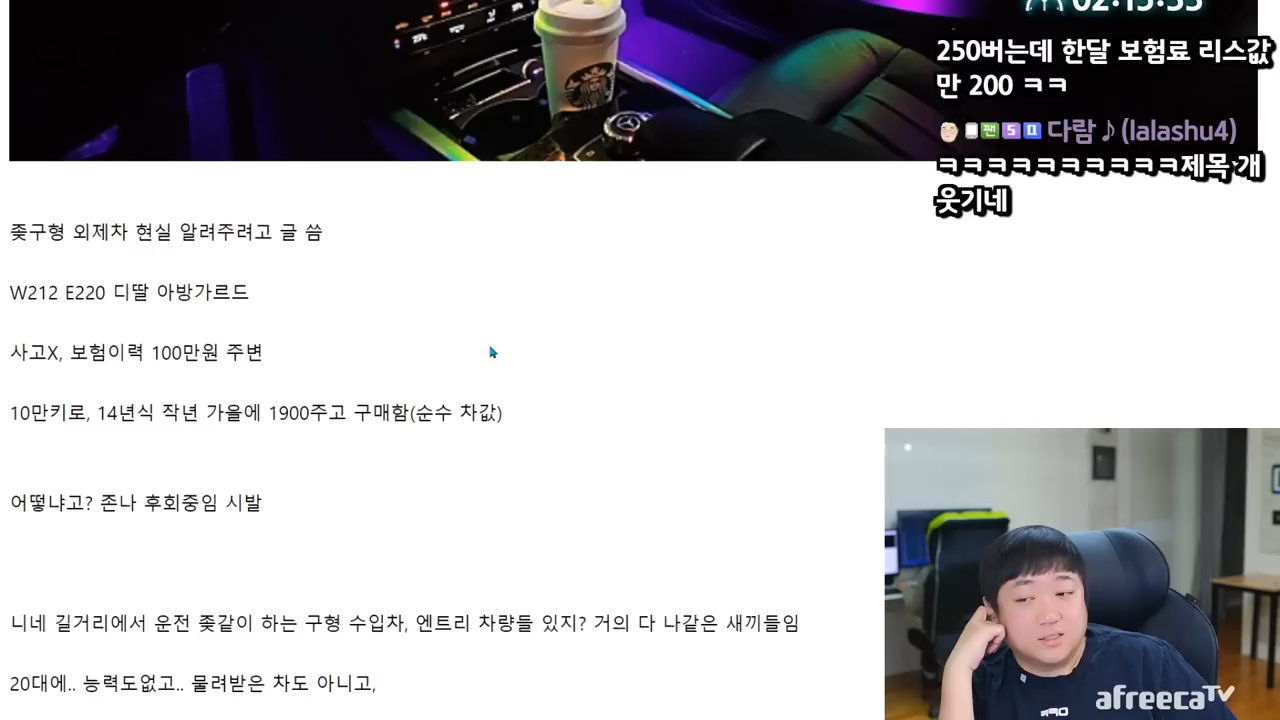 02:15:55
250버는데 한달 보험료 리스값
만 200 ㅋㅋ
짠 5 Q 다람♪(lalashu4)
ㅋㅋㅋㅋㅋㅋㅋㅋㅋㅋ제목 개
웃기네
좆구형 외제차 현실 알려주려고 글 씀
W212 E220 디딸 아방가르드
사고X, 보험이력 100만원 주변
10만키로, 14년식 작년 가을에 1900주고 구매함(순수 차값)
어떻냐고? 존나 후회중임 시발
니네 길거리에서 운전 좆같이 하는 구형 수입차, 엔트리 차량들 있지? 거의 다 나같은 새끼들임
20대에.. 능력도없고.. 물려받은 차도 아니고,
afreecaTV